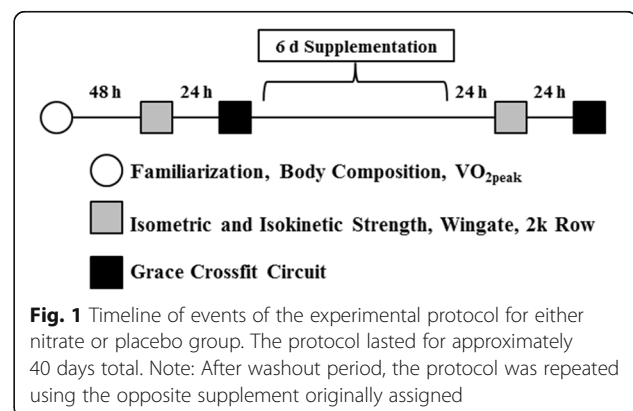 6 d Supplementation
48 h 24 h 24 h 24 h
Familiarization, Body Composition, VO2peak
Isometric and Isokinetic Strength, Wingate, 2k Row
Grace Crossfit Circuit
Fig. 1 Timeline of events of the experimental protocol for either
nitrate or placebo group. The protocol lasted for approximately
40 days total. Note: After washout period, the protocol was repeated
using the opposite supplement originally assigned